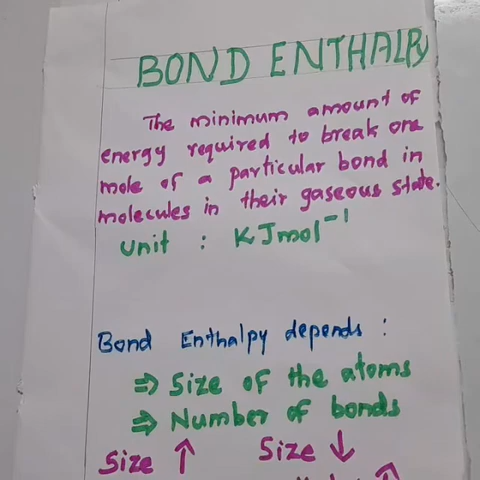 BOND ENTHALPY
The minimum amount of
energy required to break one
mole of a particular bond in
molecules in their gaseous state.
Unit : KJmol⁻¹
Bond Enthalpy depends :
⇒ Size of the atoms
⇒ Number of bonds
Size ↑ Size ↓
↑